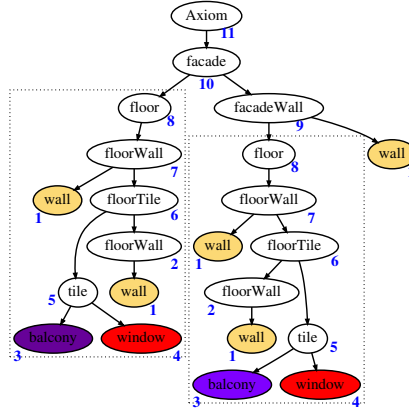 Axiom
11
facade
10
floor
8
facadeWall
9
floorWall
7
floor
8
wall
wall
1
floorTile
6
floorWall
7
floorWall
2
wall
1
floorTile
6
tile
5
wall
1
floorWall
2
balcony
3
window
4
wall
1
tile
5
balcony
3
window
4